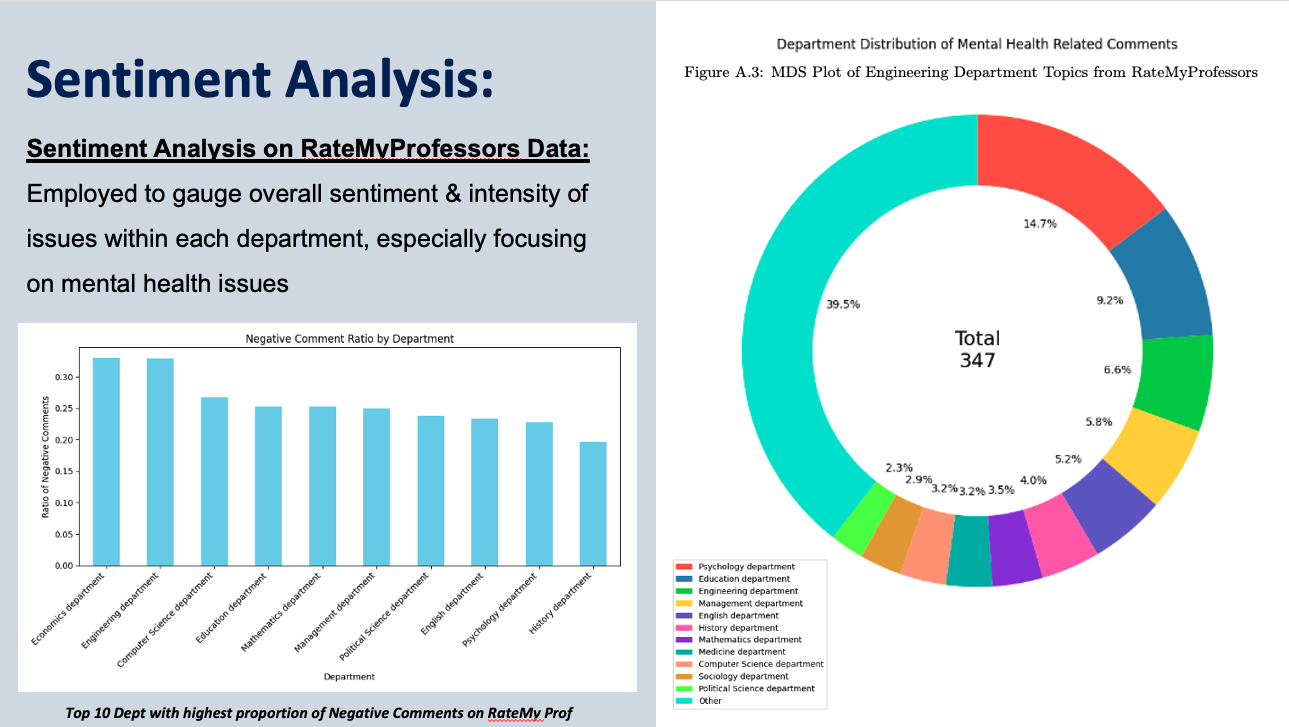 Sentiment Analysis:
Sentiment Analysis on RateMyProfessors Data:
Employed to gauge overall sentiment & intensity of
issues within each department, especially focusing
on mental health issues
Negative Comment Ratio by Department
Ratio of Negative Comments
0.30
0.25
0.20
0.15
0.10
0.05
0.00
Economics department
Engineering department
Computer Science department
Education department
Mathematics department
Management department
Political Science department
English department
Psychology department
History department
Department
Top 10 Dept with highest proportion of Negative Comments on RateMy Prof
Department Distribution of Mental Health Related Comments
Figure A.3: MDS Plot of Engineering Department Topics from RateMyProfessors
14.7%
9.2%
6.6%
5.8%
5.2%
4.0%
3.5%
3.2%
3.2%
2.9%
2.3%
39.5%
Total
347
Psychology department
Education department
Engineering department
Management department
English department
History department
Mathematics department
Medicine department
Computer Science department
Sociology department
Political Science department
Other